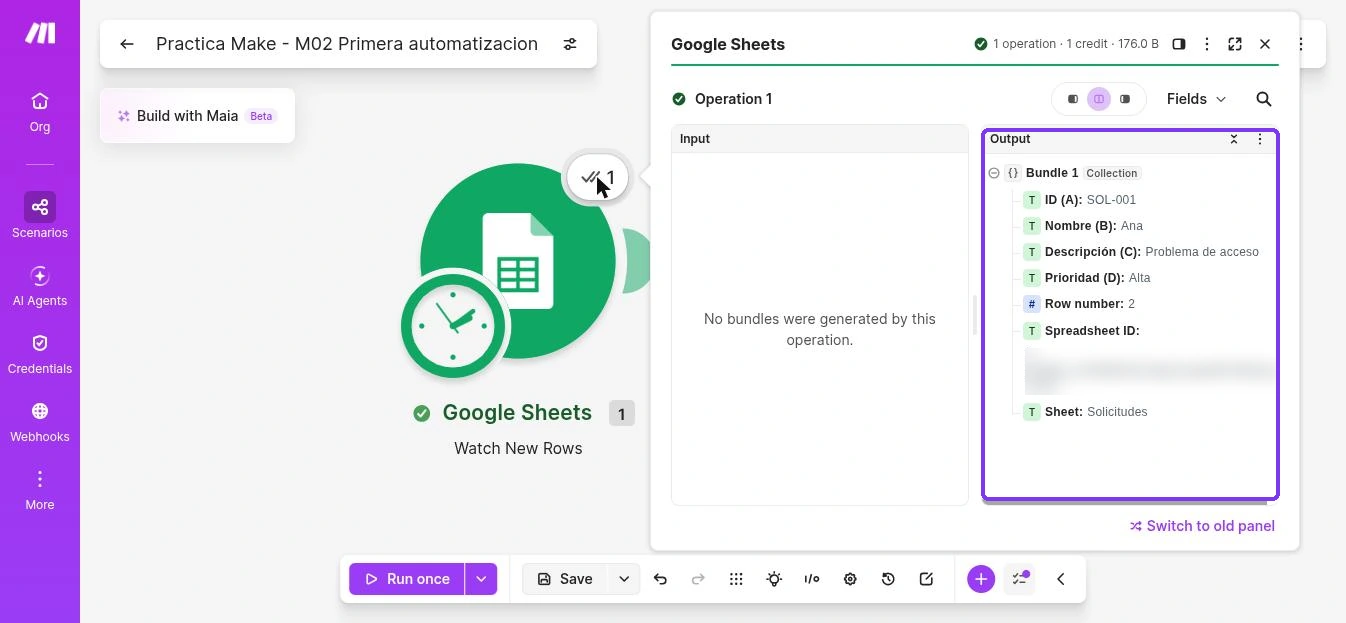 Practica Make - M02 Primera automatizacion
Build with Maia Beta
Org
Scenarios
AI Agents
Credentials
Webhooks
More
1
Google Sheets 1
Watch New Rows
Google Sheets
1 operation · 1 credit · 176.0 B
Operation 1
Fields
Input
No bundles were generated by this
operation.
Output
{} Bundle 1 Collection
T ID (A): SOL-001
T Nombre (B): Ana
T Descripción (C): Problema de acceso
T Prioridad (D): Alta
# Row number: 2
T Spreadsheet ID:
T Sheet: Solicitudes
Switch to old panel
Run once
Save